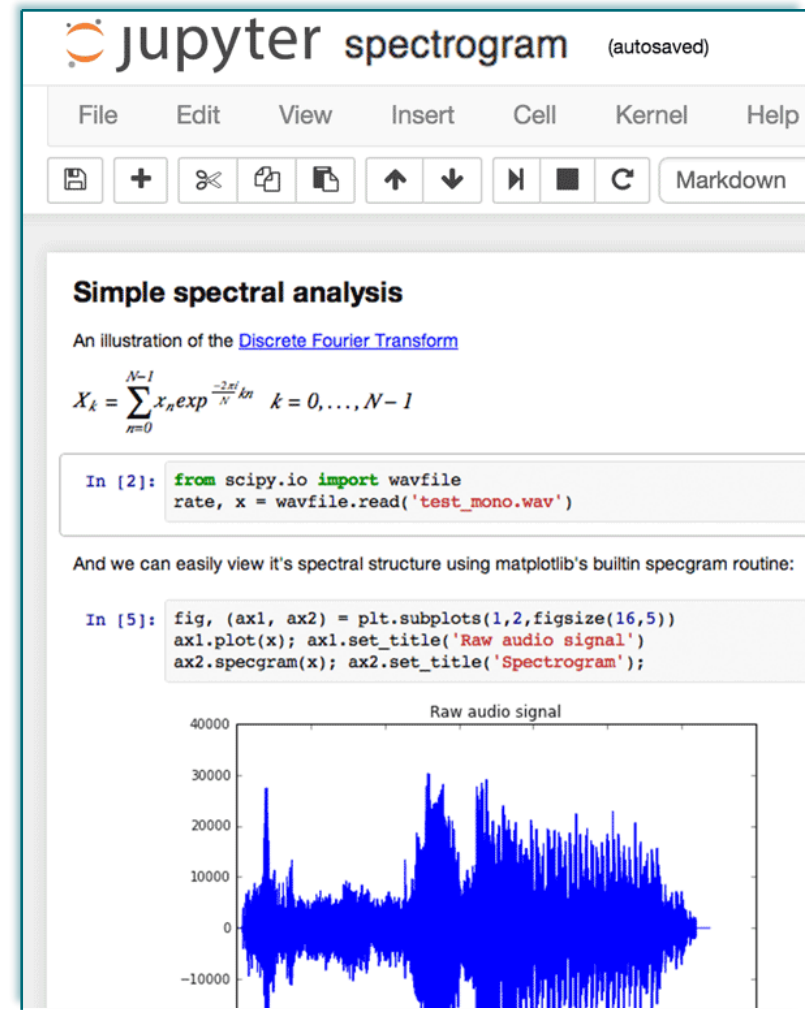 jupyter spectrogram (autosaved)
File Edit View Insert Cell Kernel Help
Markdown
Simple spectral analysis
An illustration of the Discrete Fourier Transform
X_k = \sum_{n=0}^{N-1} x_n exp^{\frac{-2πi}{N} kn} k = 0, . . . , N − 1
In [2]: from scipy.io import wavfile
rate, x = wavfile.read('test_mono.wav')
And we can easily view it's spectral structure using matplotlib's builtin specgram routine:
In [5]: fig, (ax1, ax2) = plt.subplots(1,2,figsize(16,5))
ax1.plot(x); ax1.set_title('Raw audio signal')
ax2.specgram(x); ax2.set_title('Spectrogram');
Raw audio signal
40000
30000
20000
10000
0
−10000